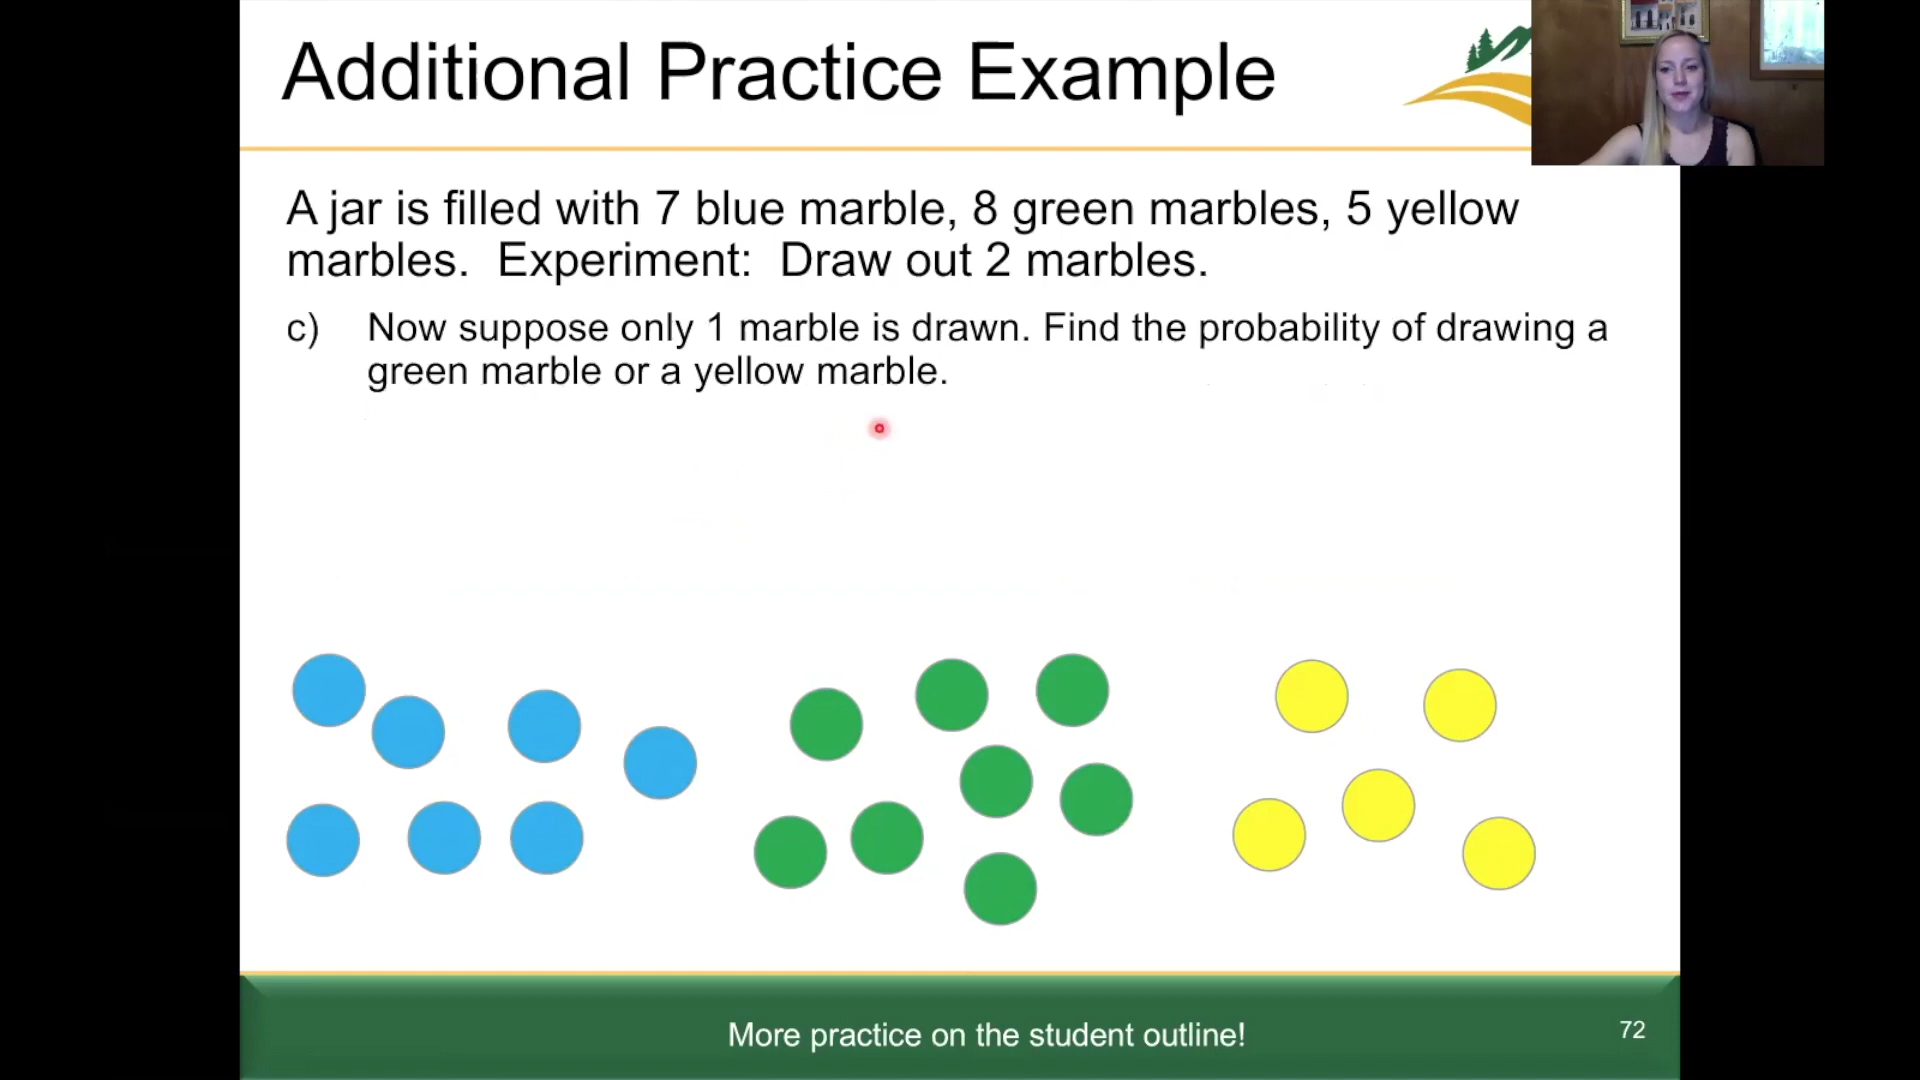 Additional Practice Example
A jar is filled with 7 blue marble, 8 green marbles, 5 yellow
marbles.  Experiment:  Draw out 2 marbles.
c) Now suppose only 1 marble is drawn. Find the probability of drawing a
green marble or a yellow marble.
More practice on the student outline!
72